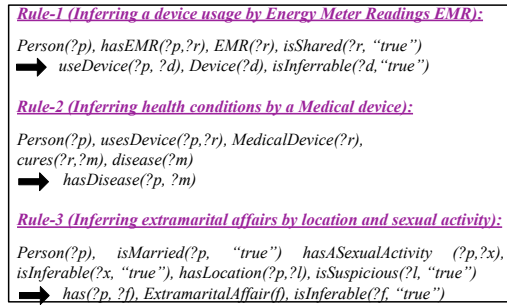 Rule-1 (Inferring a device usage by Energy Meter Readings EMR):
Person(?p), hasEMR(?p,?r), EMR(?r), isShared(?r, “true”)
useDevice(?p, ?d), Device(?d), isInferrable(?d,“true”)
Rule-2 (Inferring health conditions by a Medical device):
Person(?p), usesDevice(?p,?r), MedicalDevice(?r),
cures(?r,?m), disease(?m)
hasDisease(?p, ?m)
Rule-3 (Inferring extramarital affairs by location and sexual activity):
Person(?p), isMarried(?p, “true”) hasASexualActivity (?p,?x),
isInferable(?x, “true”), hasLocation(?p,?l), isSuspicious(?l, “true”)
has(?p, ?f), ExtramaritalAffair(f), isInferable(?f, “true”)